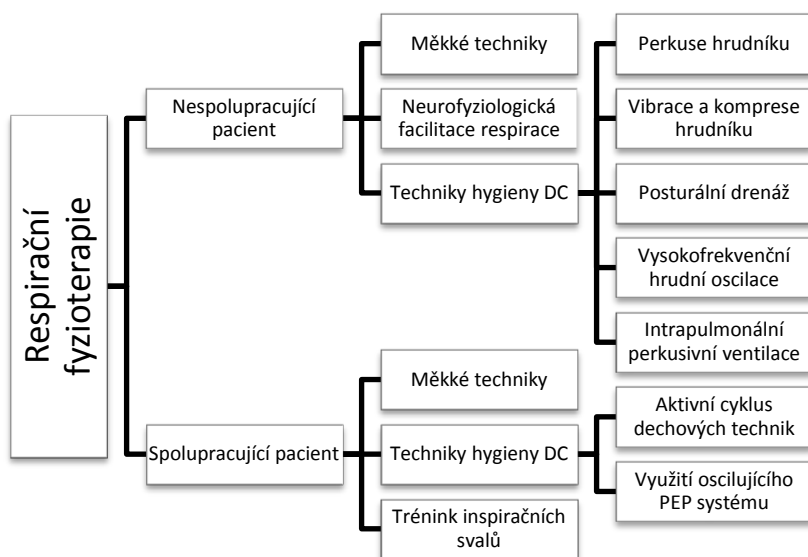 Respirační
fyzioterapie
Nespolupracující
pacient
Měkké techniky
Neurofyziologická
facilitace respirace
Techniky hygieny DC
Perkuse hrudníku
Vibrace a komprese
hrudníku
Posturální drenáž
Vysokofrekvenční
hrudní oscilace
Intrapulmonální
perkusivní ventilace
Spolupracující pacient
Měkké techniky
Techniky hygieny DC
Aktivní cyklus
dechových technik
Využití oscilujícího
PEP systému
Trénink inspiračních
svalů